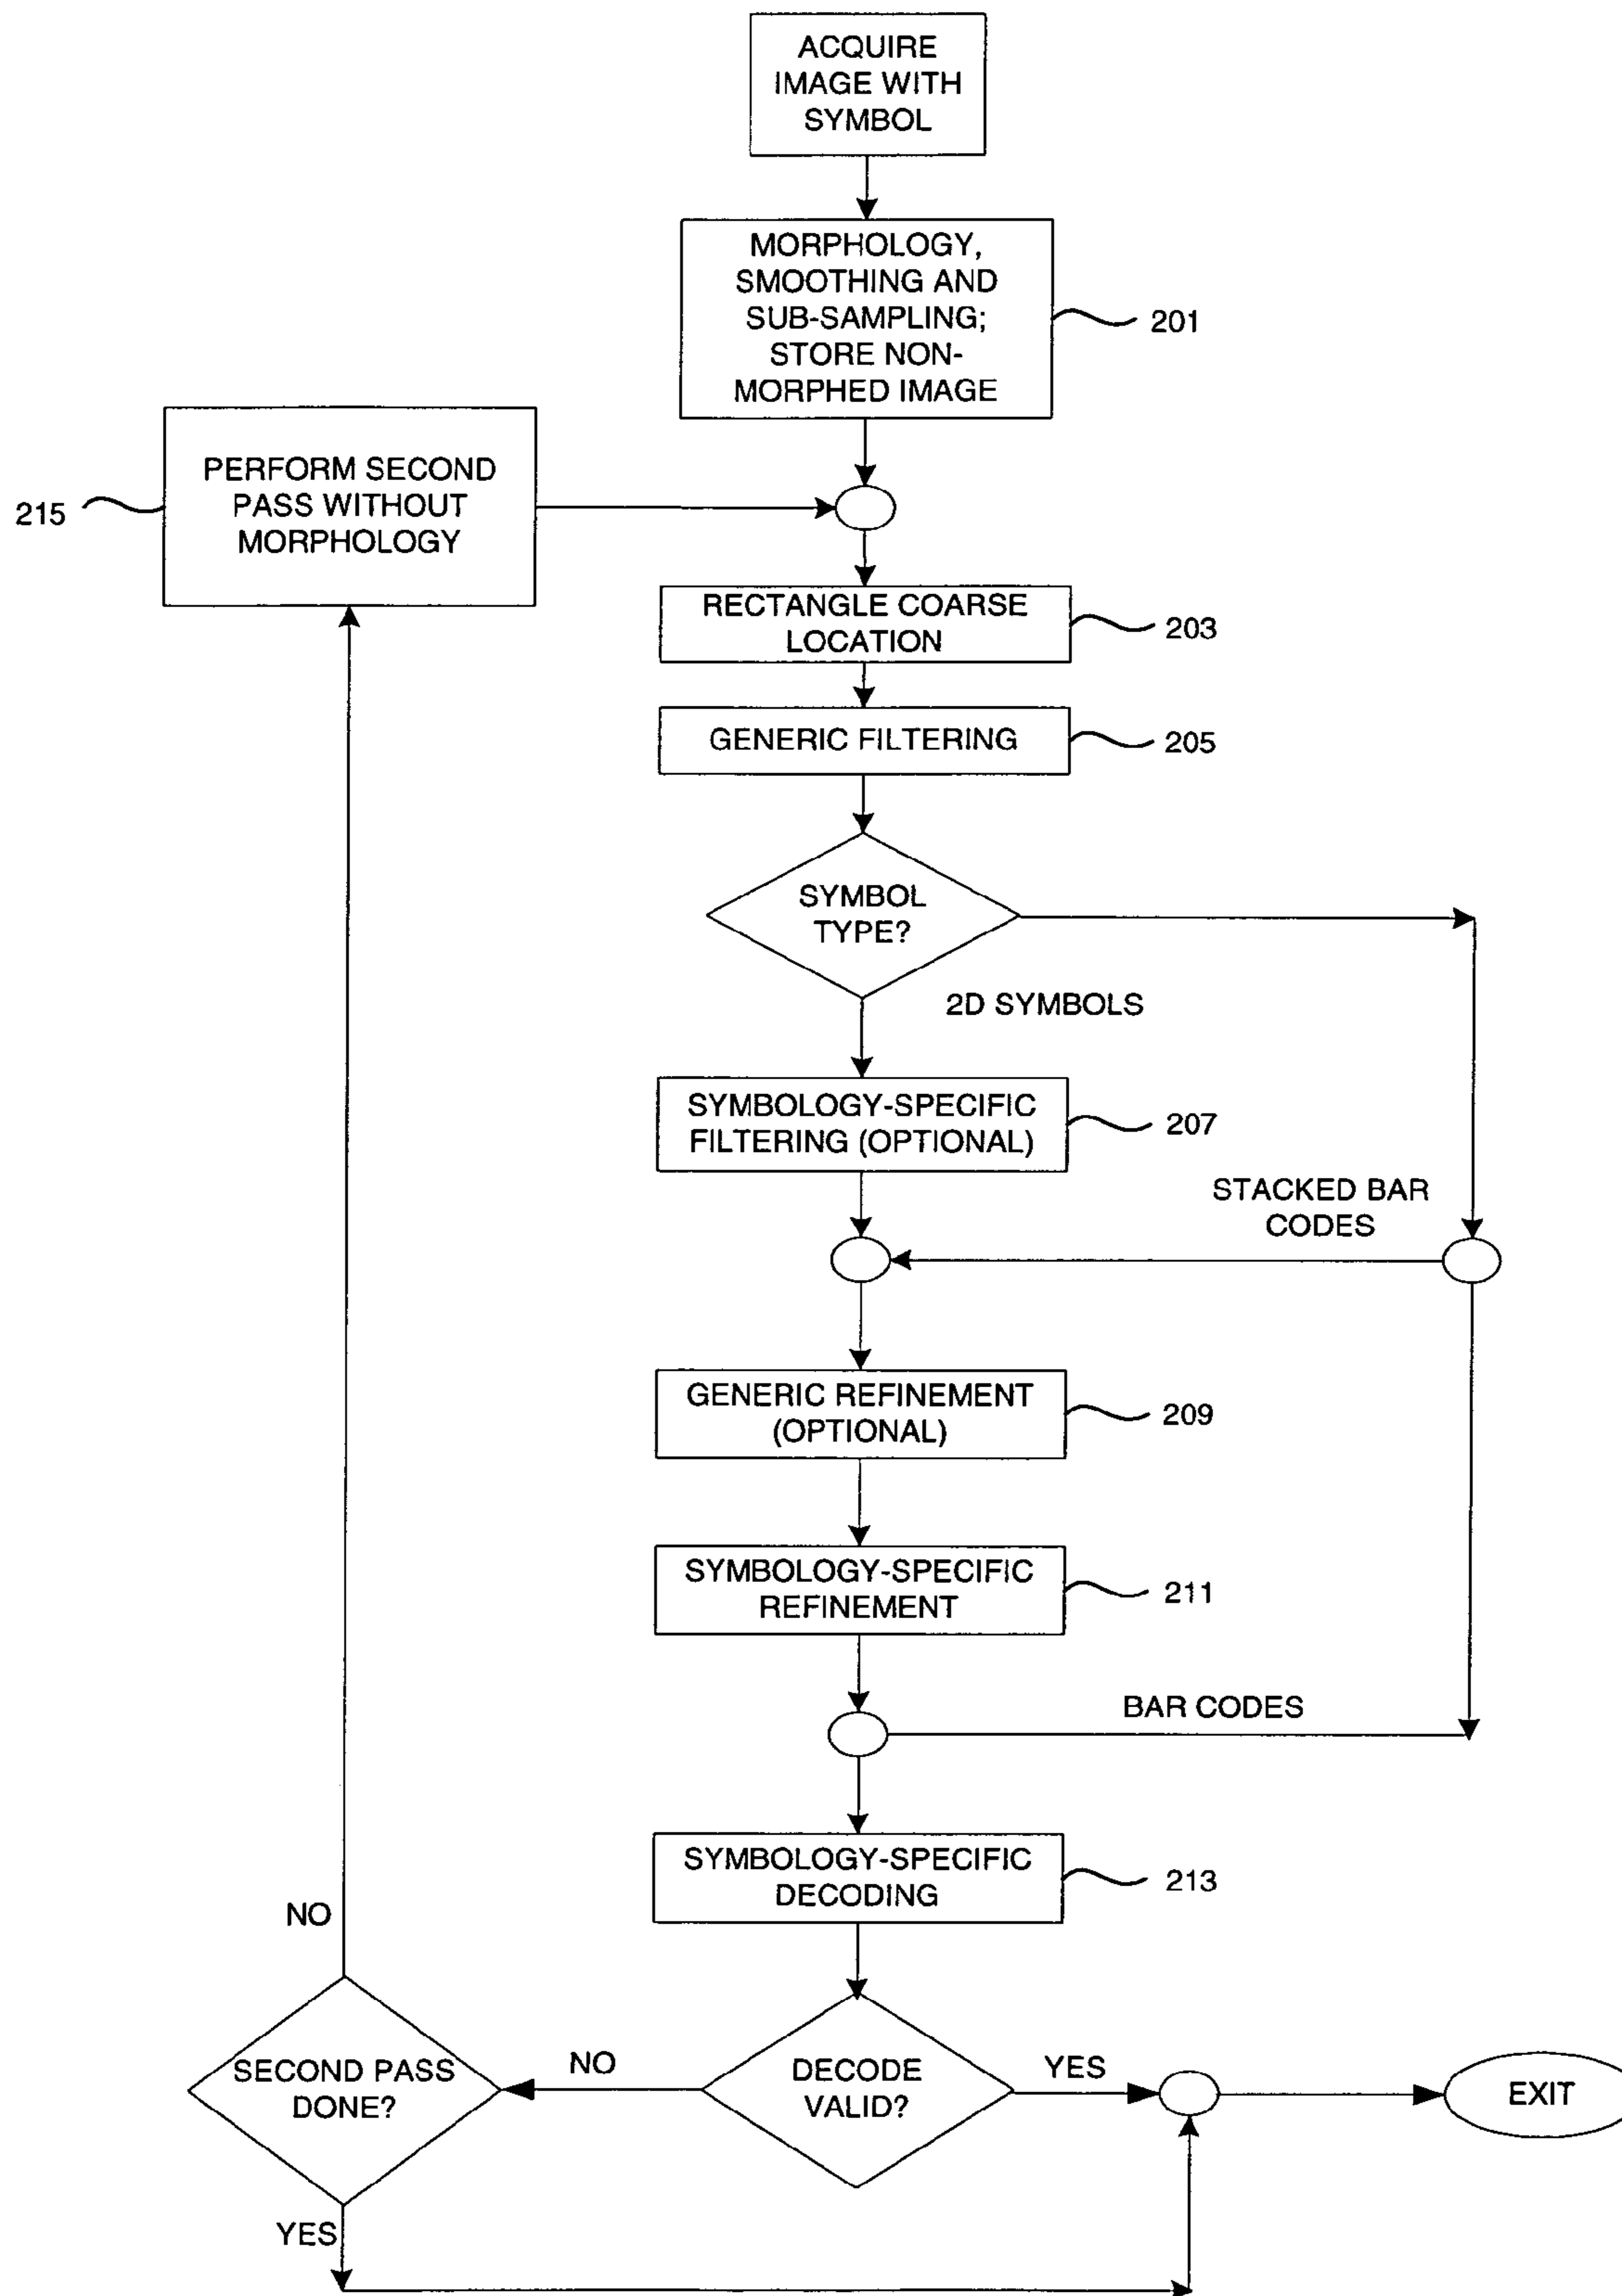 ACQUIRE
IMAGE WITH
SYMBOL
MORPHOLOGY,
SMOOTHING AND
SUB-SAMPLING;
STORE NON-
MORPHED IMAGE
201
PERFORM SECOND
PASS WITHOUT
MORPHOLOGY
215
RECTANGLE COARSE
LOCATION
203
GENERIC FILTERING
205
SYMBOL
TYPE?
2D SYMBOLS
SYMBOLOGY-SPECIFIC
FILTERING (OPTIONAL)
207
STACKED BAR
CODES
GENERIC REFINEMENT
(OPTIONAL)
209
SYMBOLOGY-SPECIFIC
REFINEMENT
211
BAR CODES
SYMBOLOGY-SPECIFIC
DECODING
213
NO
SECOND PASS
DONE?
NO
DECODE
VALID?
YES
EXIT
YES